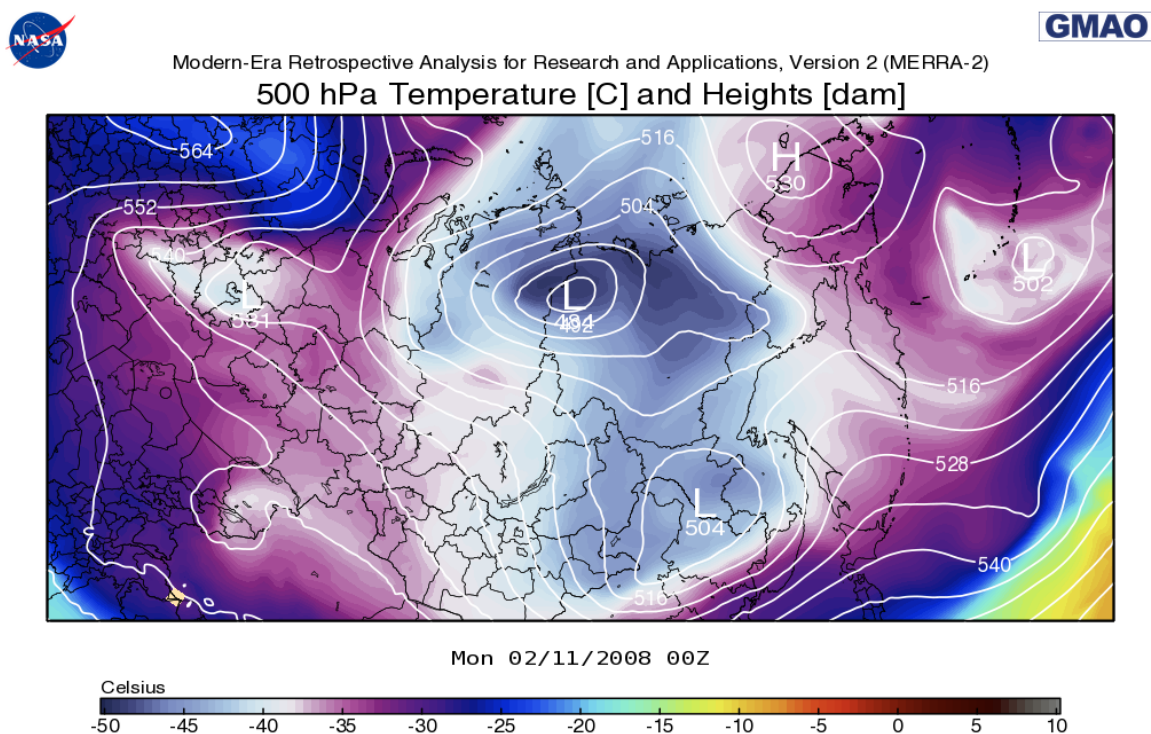 NASA
GMAO
Modern-Era Retrospective Analysis for Research and Applications, Version 2 (MERRA-2)
500 hPa Temperature [C] and Heights [dam]
564
516
H
530
552
504
540
L
502
L
531
L
492
516
528
L
504
540
516
Mon 02/11/2008 00Z
Celsius
-50 -45 -40 -35 -30 -25 -20 -15 -10 -5 0 5 10